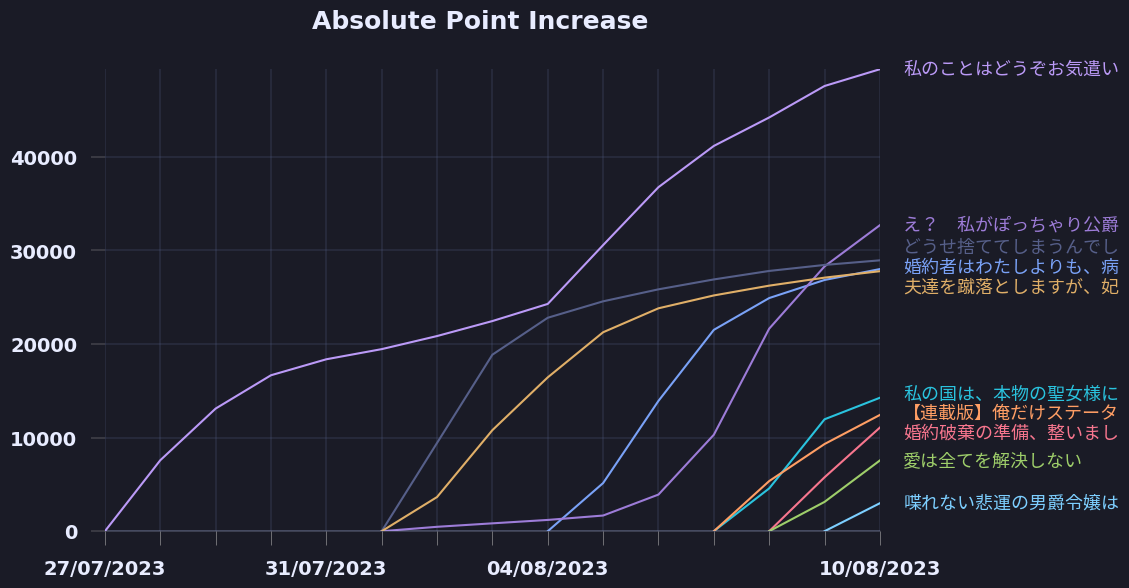 Absolute Point Increase
私のことはどうぞお気遣い
40000
え？　私がぽっちゃり公爵
30000
どうせ捨ててしまうんでし
婚約者はわたしよりも、病
夫達を蹴落としますが、妃
20000
私の国は、本物の聖女様に
【連載版】俺だけステータ
10000
婚約破棄の準備、整いまし
愛は全てを解決しない
喋れない悲運の男爵令嬢は
0
27/07/2023
31/07/2023
04/08/2023
10/08/2023